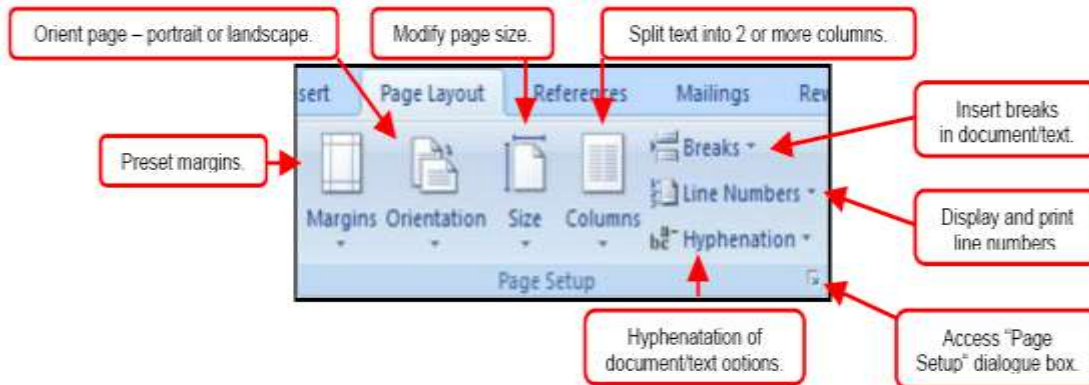 Orient page – portrait or landscape.
Modify page size.
Split text into 2 or more columns.
sert Page Layout References Mailings Rev
Insert breaks
in document/text.
Preset margins.
Breaks
Line Numbers
Margins Orientation Size Columns
Hyphenation
Display and print
line numbers
Page Setup
Hyphenatation of
document/text options.
Access “Page
Setup” dialogue box.